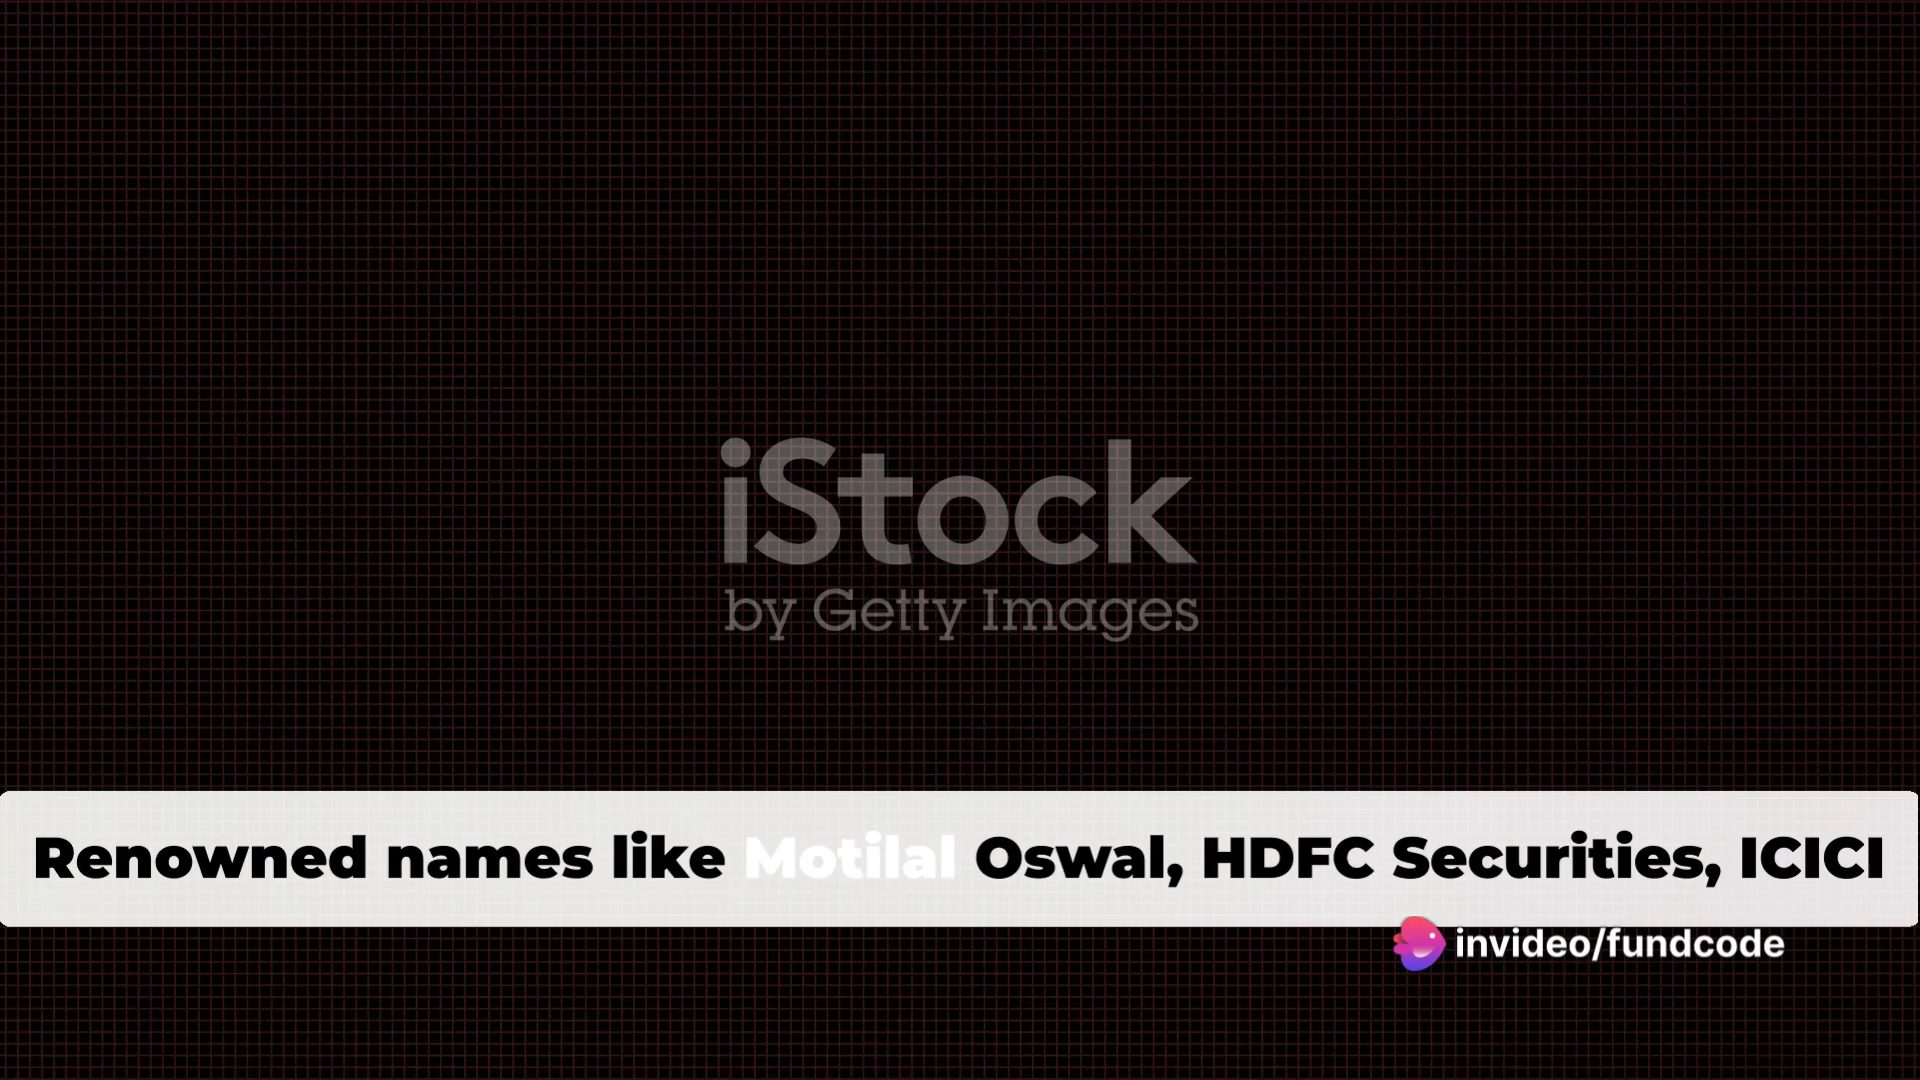 iStock
by Getty Images
Renowned names like Motilal Oswal, HDFC Securities, ICICI
invideo/fundcode